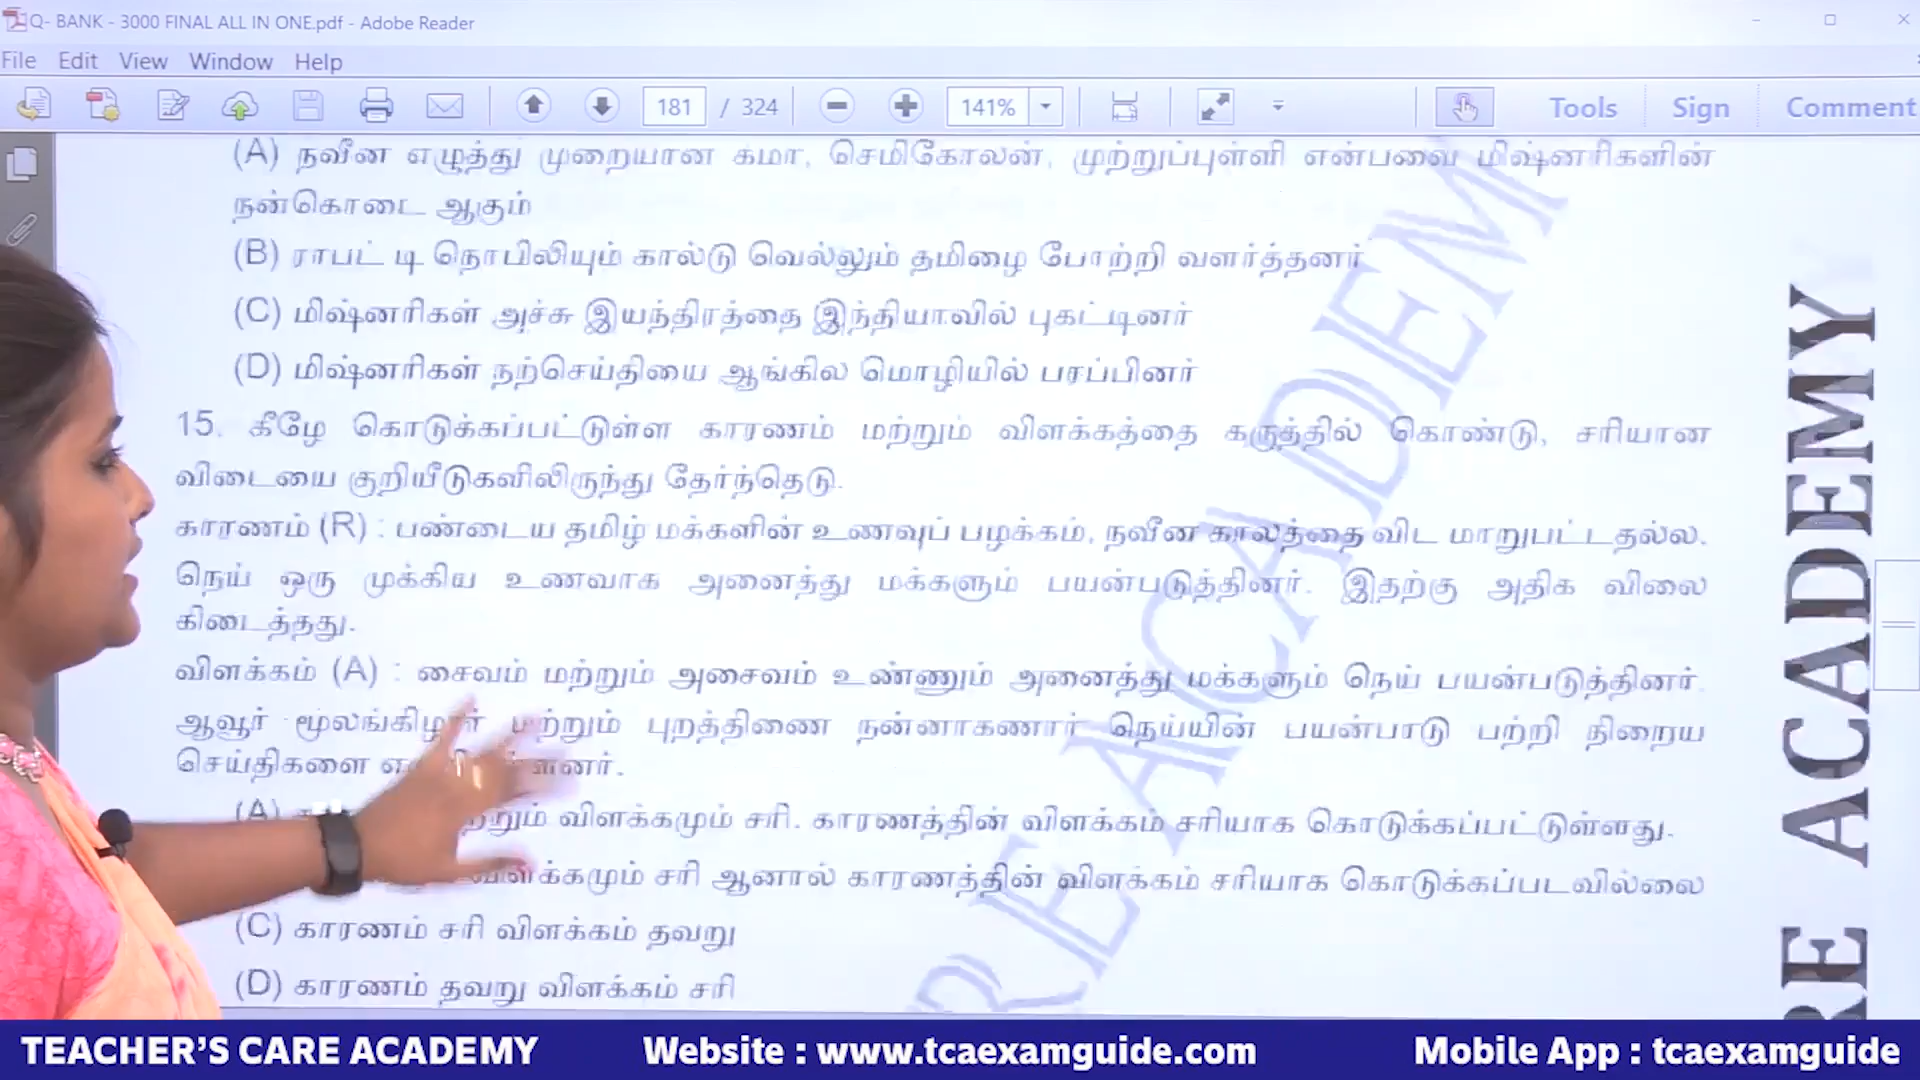 Q- BANK - 3000 FINAL ALL IN ONE.pdf - Adobe Reader
File Edit View Window Help
181 / 324 141% Tools Sign Comment
(A) நவீன எழுத்து முறையான கமா, செமிகோலன், முற்றுப்புள்ளி என்பவை மிஷ்னரிகளின்
நன்கொடை ஆகும்
(B) ராபட் டி நொபிலியும் கால்டு வெல்லும் தமிழை போற்றி வளர்த்தனர்
(C) மிஷ்னரிகள் அச்சு இயந்திரத்தை இந்தியாவில் புகட்டினர்
(D) மிஷ்னரிகள் நற்செய்தியை ஆங்கில மொழியில் பரப்பினர்
15. கீழே கொடுக்கப்பட்டுள்ள காரணம் மற்றும் விளக்கத்தை கருத்தில் கொண்டு, சரியான
விடையை குறியீடுகளிலிருந்து தேர்ந்தெடு.
காரணம் (R) : பண்டைய தமிழ் மக்களின் உணவுப் பழக்கம், நவீன காலத்தை விட மாறுபட்டதல்ல.
நெய் ஒரு முக்கிய உணவாக அனைத்து மக்களும் பயன்படுத்தினர். இதற்கு அதிக விலை
கிடைத்தது.
விளக்கம் (A) : சைவம் மற்றும் அசைவம் உண்ணும் அனைத்து மக்களும் நெய் பயன்படுத்தினர்.
ஆவூர் மூலங்கிழார் மற்றும் புறத்திணை நன்னாகனார் நெய்யின் பயன்பாடு பற்றி நிறைய
செய்திகளை
(A) விளக்கமும் சரி. காரணத்தின் விளக்கம் சரியாக கொடுக்கப்பட்டுள்ளது.
விளக்கமும் சரி ஆனால் காரணத்தின் விளக்கம் சரியாக கொடுக்கப்படவில்லை
(C) காரணம் சரி விளக்கம் தவறு
(D) காரணம் தவறு விளக்கம் சரி
RE ACADEM
RE ACADEMY
TEACHER'S CARE ACADEMY Website : www.tcaexamguide.com Mobile App : tcaexamguide